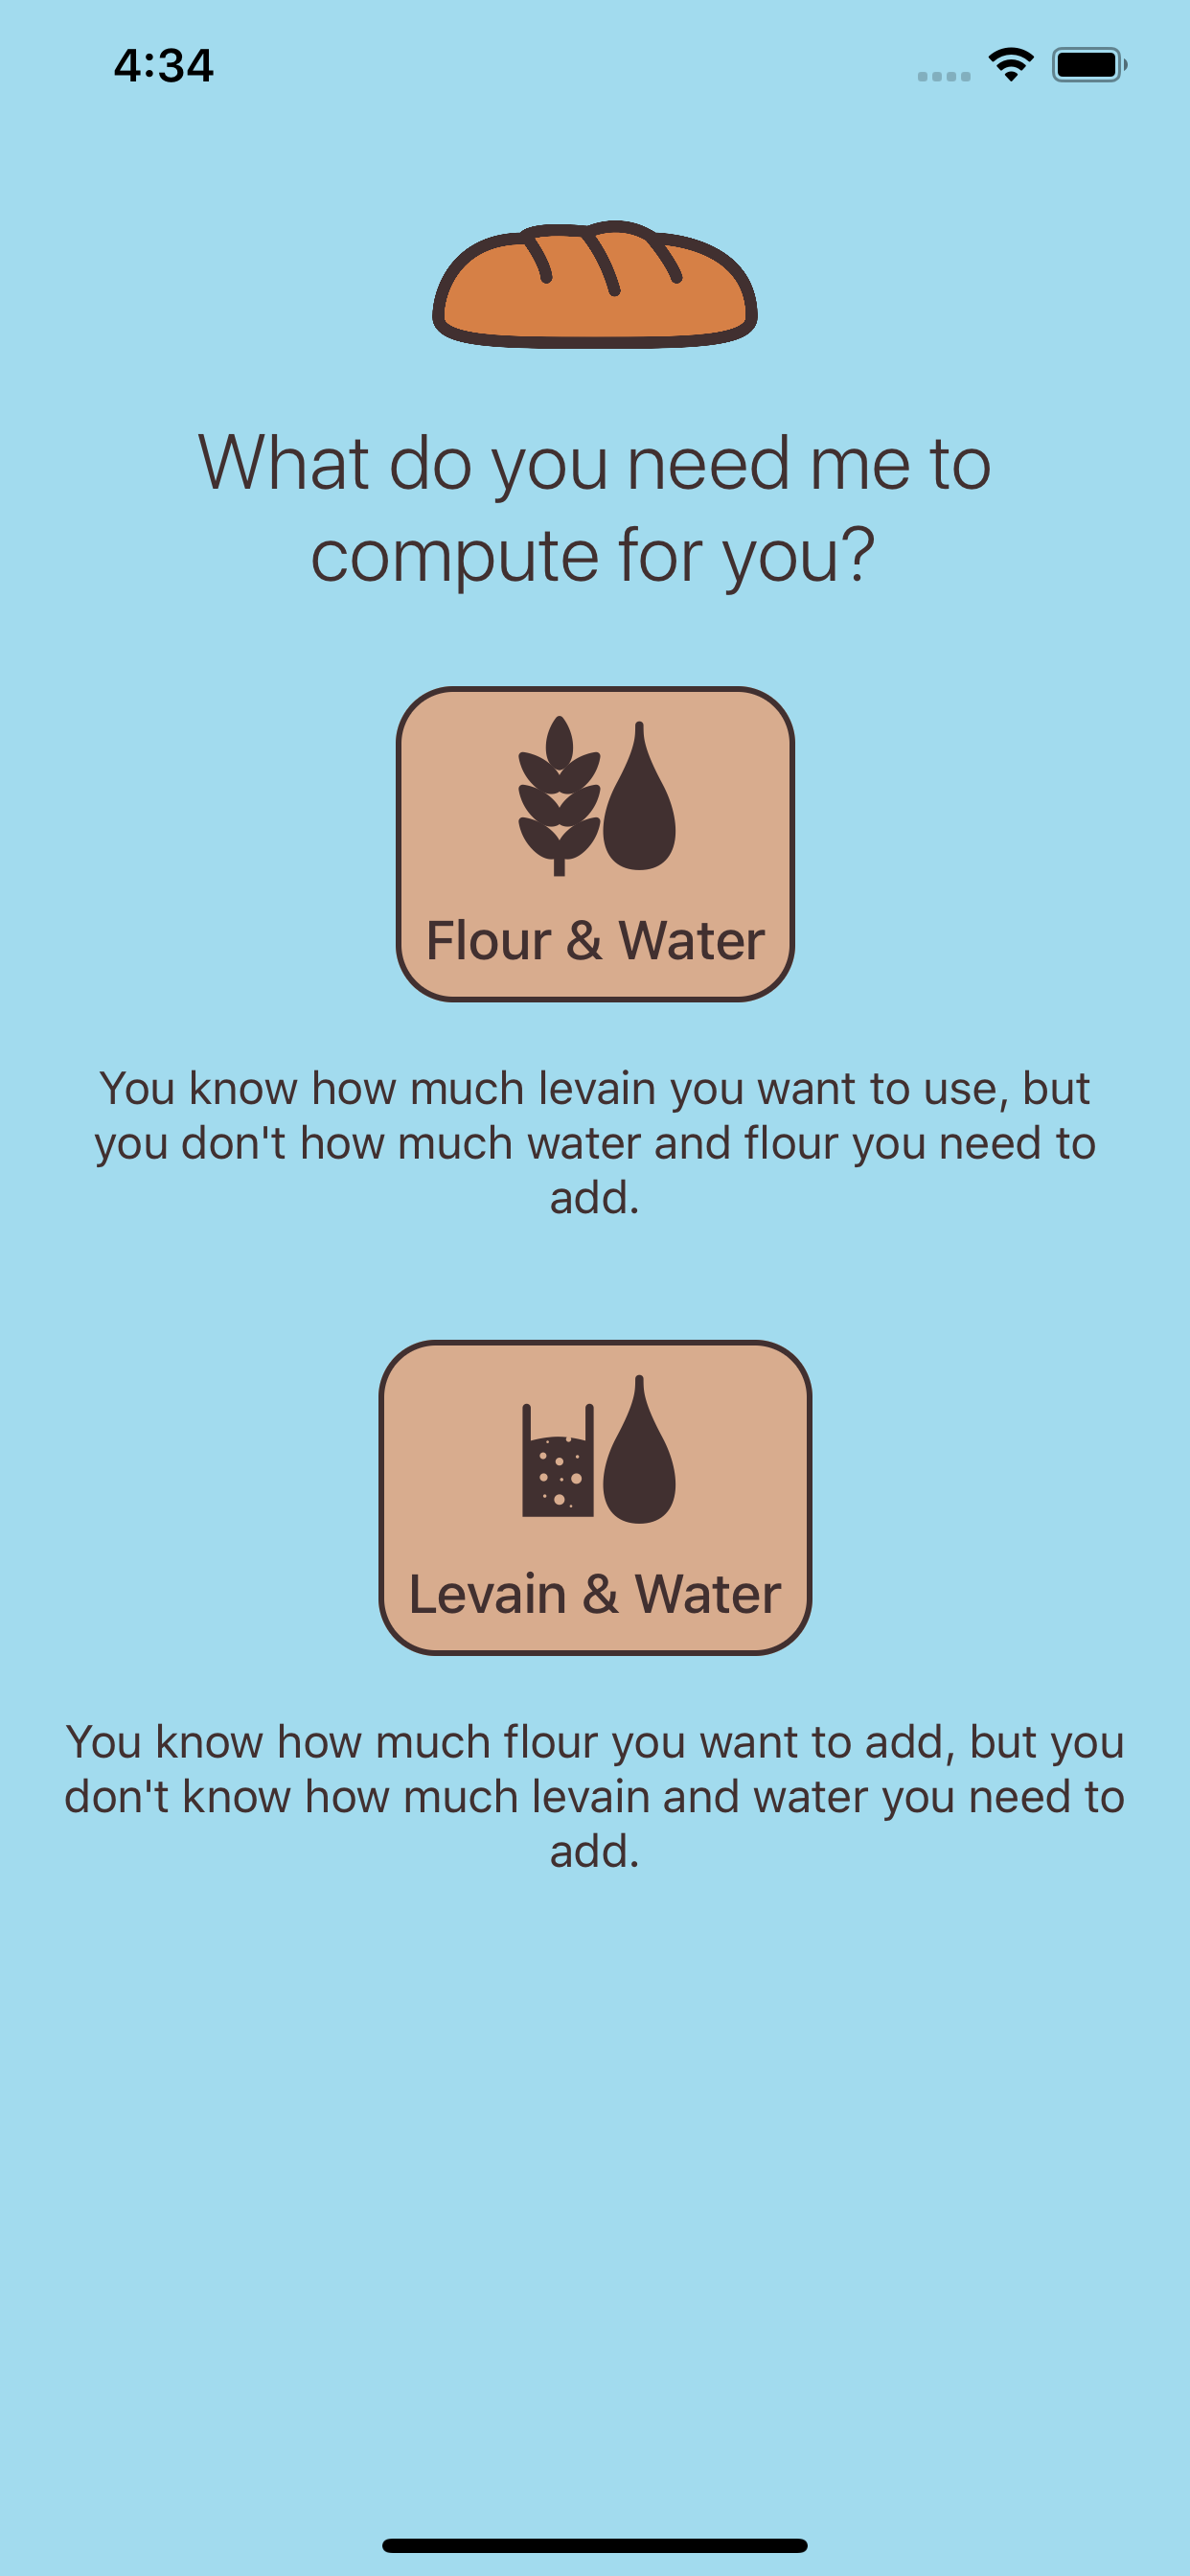 4:34
What do you need me to
compute for you?
Flour & Water
You know how much levain you want to use, but
you don't how much water and flour you need to
add.
Levain & Water
You know how much flour you want to add, but you
don't know how much levain and water you need to
add.